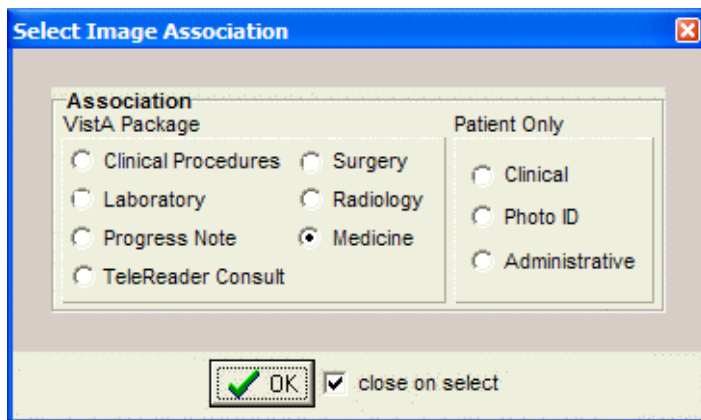 Select Image Association
Association
VistA Package
Patient Only
Clinical Procedures
Surgery
Clinical
Laboratory
Radiology
Photo ID
Progress Note
Medicine
Administrative
TeleReader Consult
OK
close on select